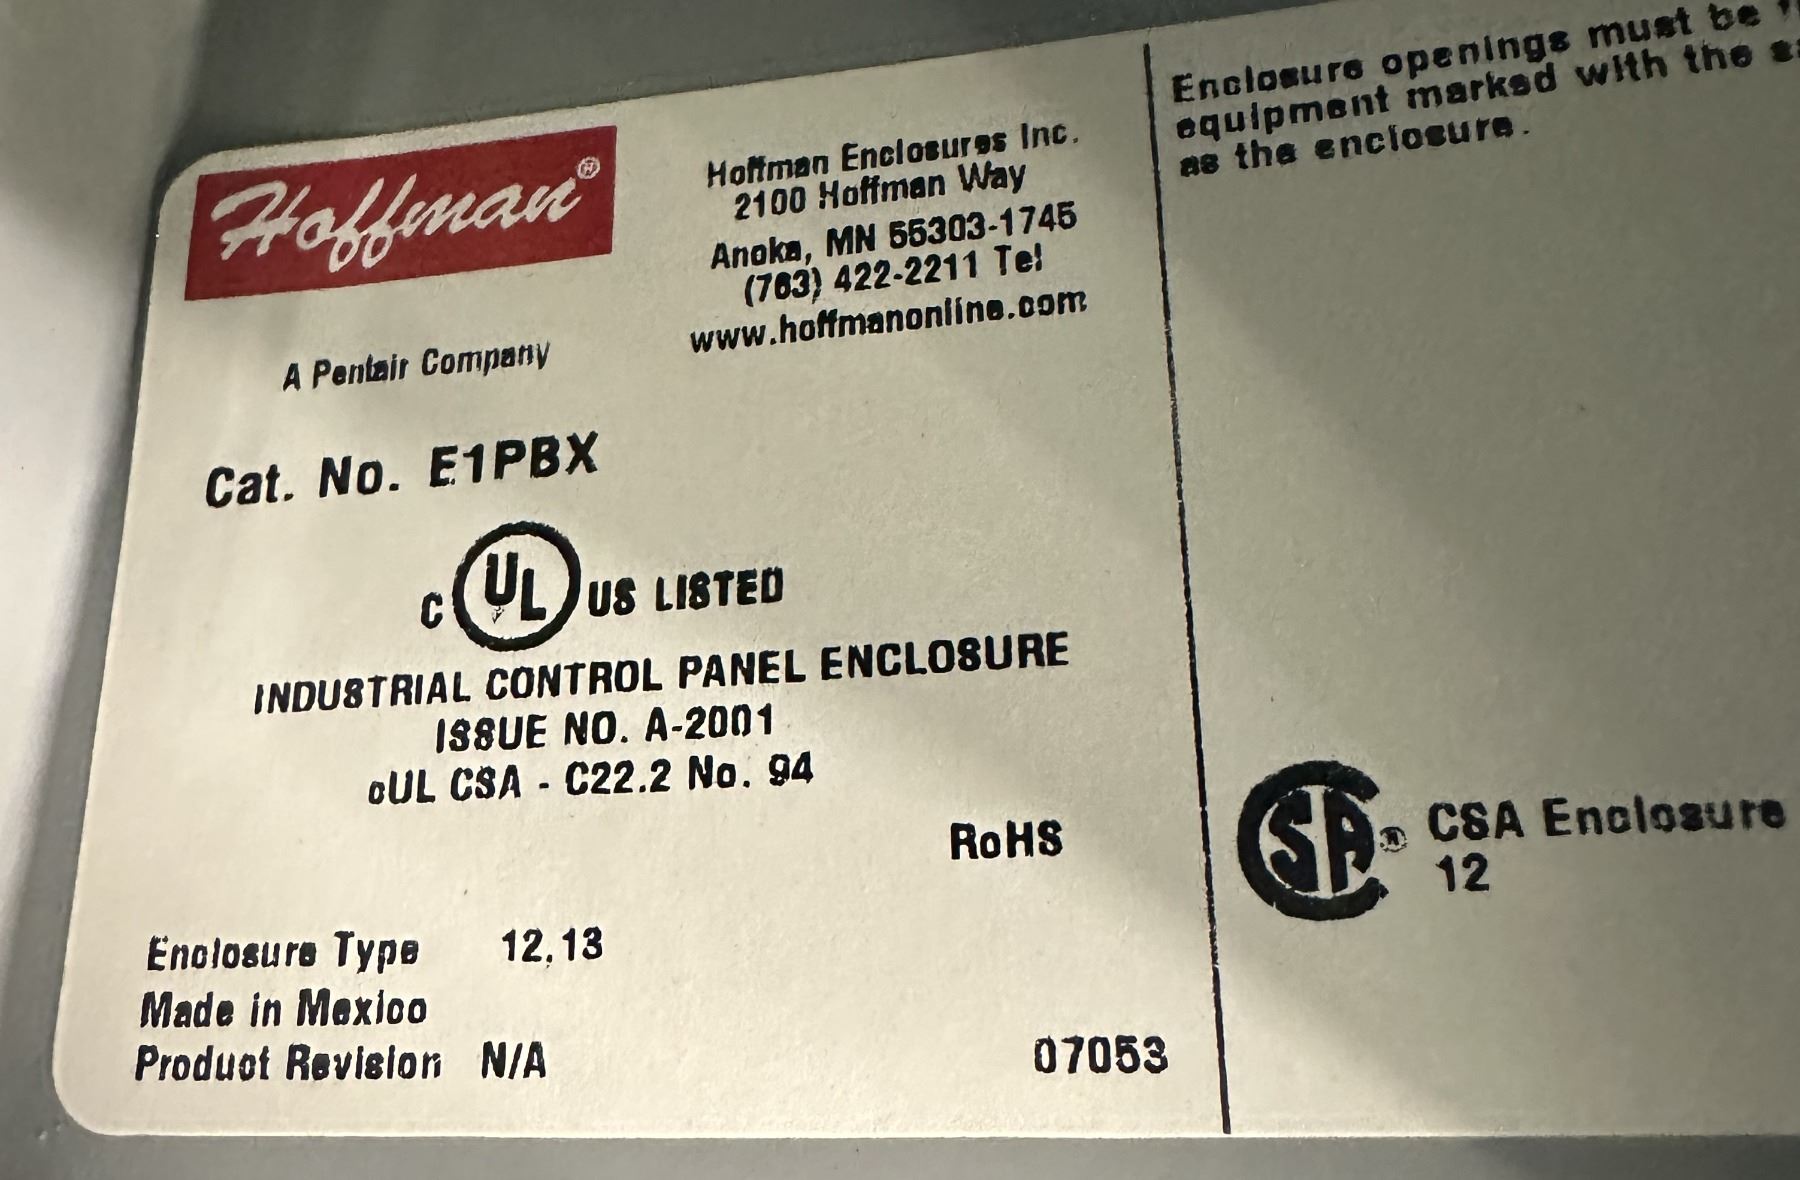 Hoffman®
A Pentair Company
Hoffman Enclosures Inc.
2100 Hoffman Way
Anoka, MN 55303-1745
(763) 422-2211 Tel
www.hoffmanonline.com
Cat. No. E1PBX
C UL US LISTED
INDUSTRIAL CONTROL PANEL ENCLOSURE
ISSUE NO. A-2001
cUL CSA - C22.2 No. 94
RoHS
Enclosure Type 12,13
Made in Mexico
Product Revision N/A
07053
Enclosure openings must be
equipment marked with the
as the enclosure.
CSA® CSA Enclosure
12